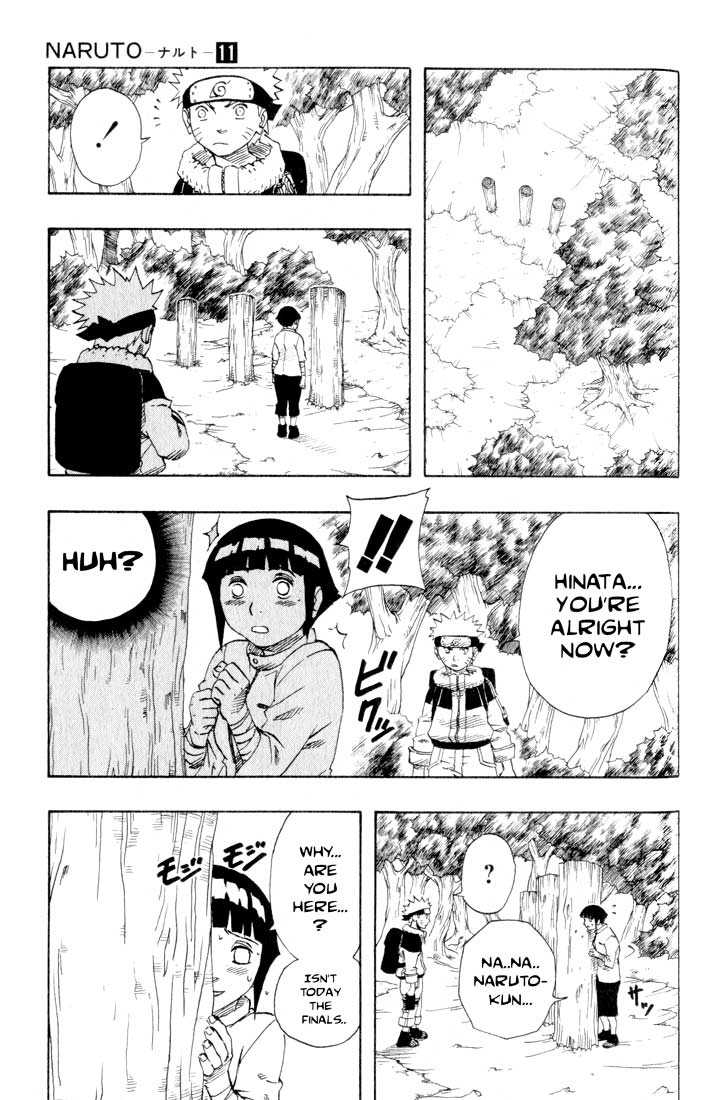 NARUTO —ナルト— 11
!
HINATA...
YOU'RE
ALRIGHT
NOW?
ビクッ
!!
HUH?
?
NA..NA..
NARUTO-
KUN...
サッ
WHY...
ARE
YOU
HERE...
?
ISN'T
TODAY
THE
FINALS..
モジ
モジ